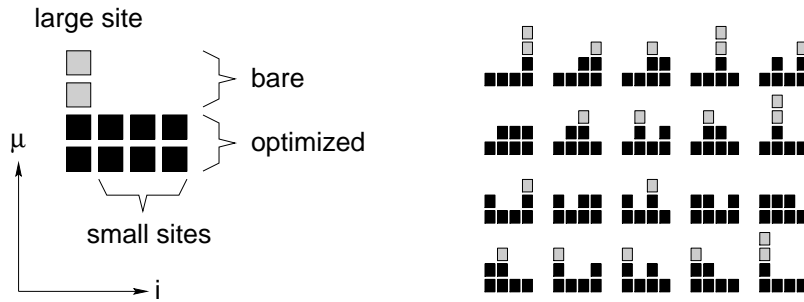 large site
bare
optimized
μ
small sites
i